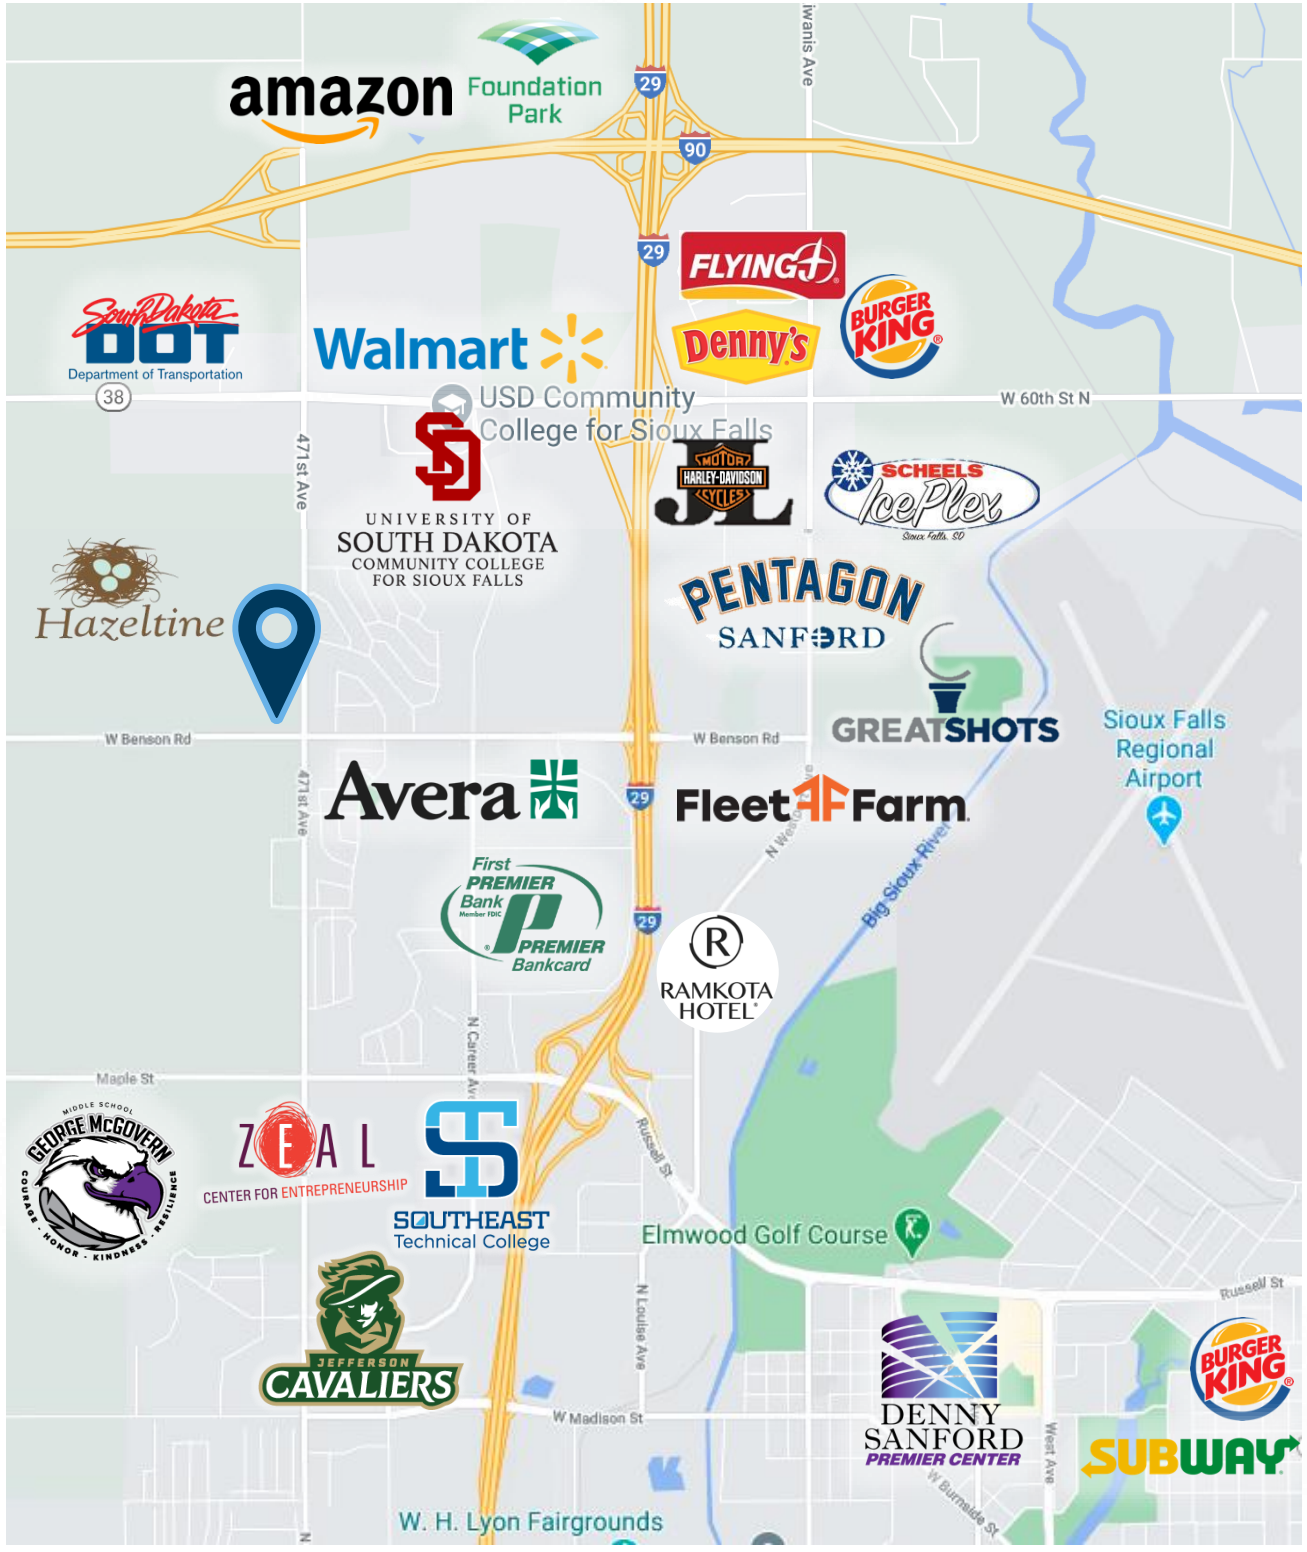 iwanis Ave
Foundation
Park
amazon
29
90
29
FLYING J
BURGER
KING
®
South Dakota
DOT
Department of Transportation
Walmart
Denny's
38
USD Community
College for Sioux Falls
W 60th St N
471st Ave
SD
UNIVERSITY OF
SOUTH DAKOTA
COMMUNITY COLLEGE
FOR SIOUX FALLS
JL
MOTOR
HARLEY-DAVIDSON
CYCLES
SCHEELS
IcePlex
Sioux Falls, SD
Hazeltine
PENTAGON
SANFORD
GREATSHOTS
Sioux Falls
Regional
Airport
W Benson Rd
W Benson Rd
471st Ave
Avera
29
Fleet Farm
Big Sioux River
First
PREMIER
Bank
Member FDIC
P
® PREMIER
Bankcard
29
R
RAMKOTA
HOTEL®
N Career Ave
Maple St
Russell St
MIDDLE SCHOOL
GEORGE McGOVERN
COURAGE · HONOR · KINDNESS · RESILIENCE
ZEAL
CENTER FOR ENTREPRENEURSHIP
ST
SOUTHEAST
Technical College
Elmwood Golf Course
JEFFERSON
CAVALIERS
N Louise Ave
Russell St
DENNY
SANFORD
PREMIER CENTER
BURGER
KING
®
W Madison St
West Ave
SUBWAY
W Burnside St
W. H. Lyon Fairgrounds
N